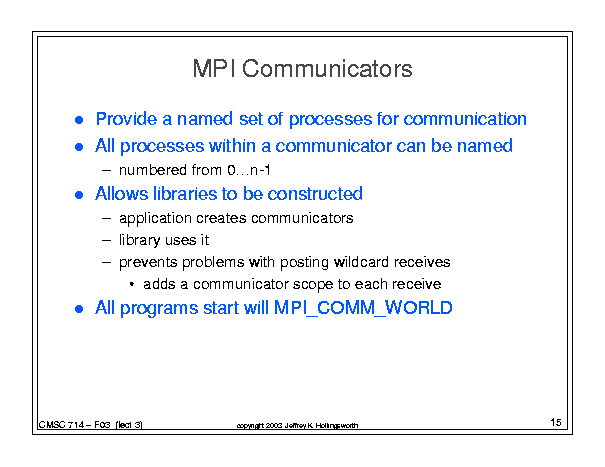 MPI Communicators
● Provide a named set of processes for communication
● All processes within a communicator can be named
– numbered from 0…n-1
● Allows libraries to be constructed
– application creates communicators
– library uses it
– prevents problems with posting wildcard receives
• adds a communicator scope to each receive
● All programs start will MPI_COMM_WORLD
CMSC 714 – F03 (lect 3)
copyright 2003 Jeffrey K. Hollingsworth
15